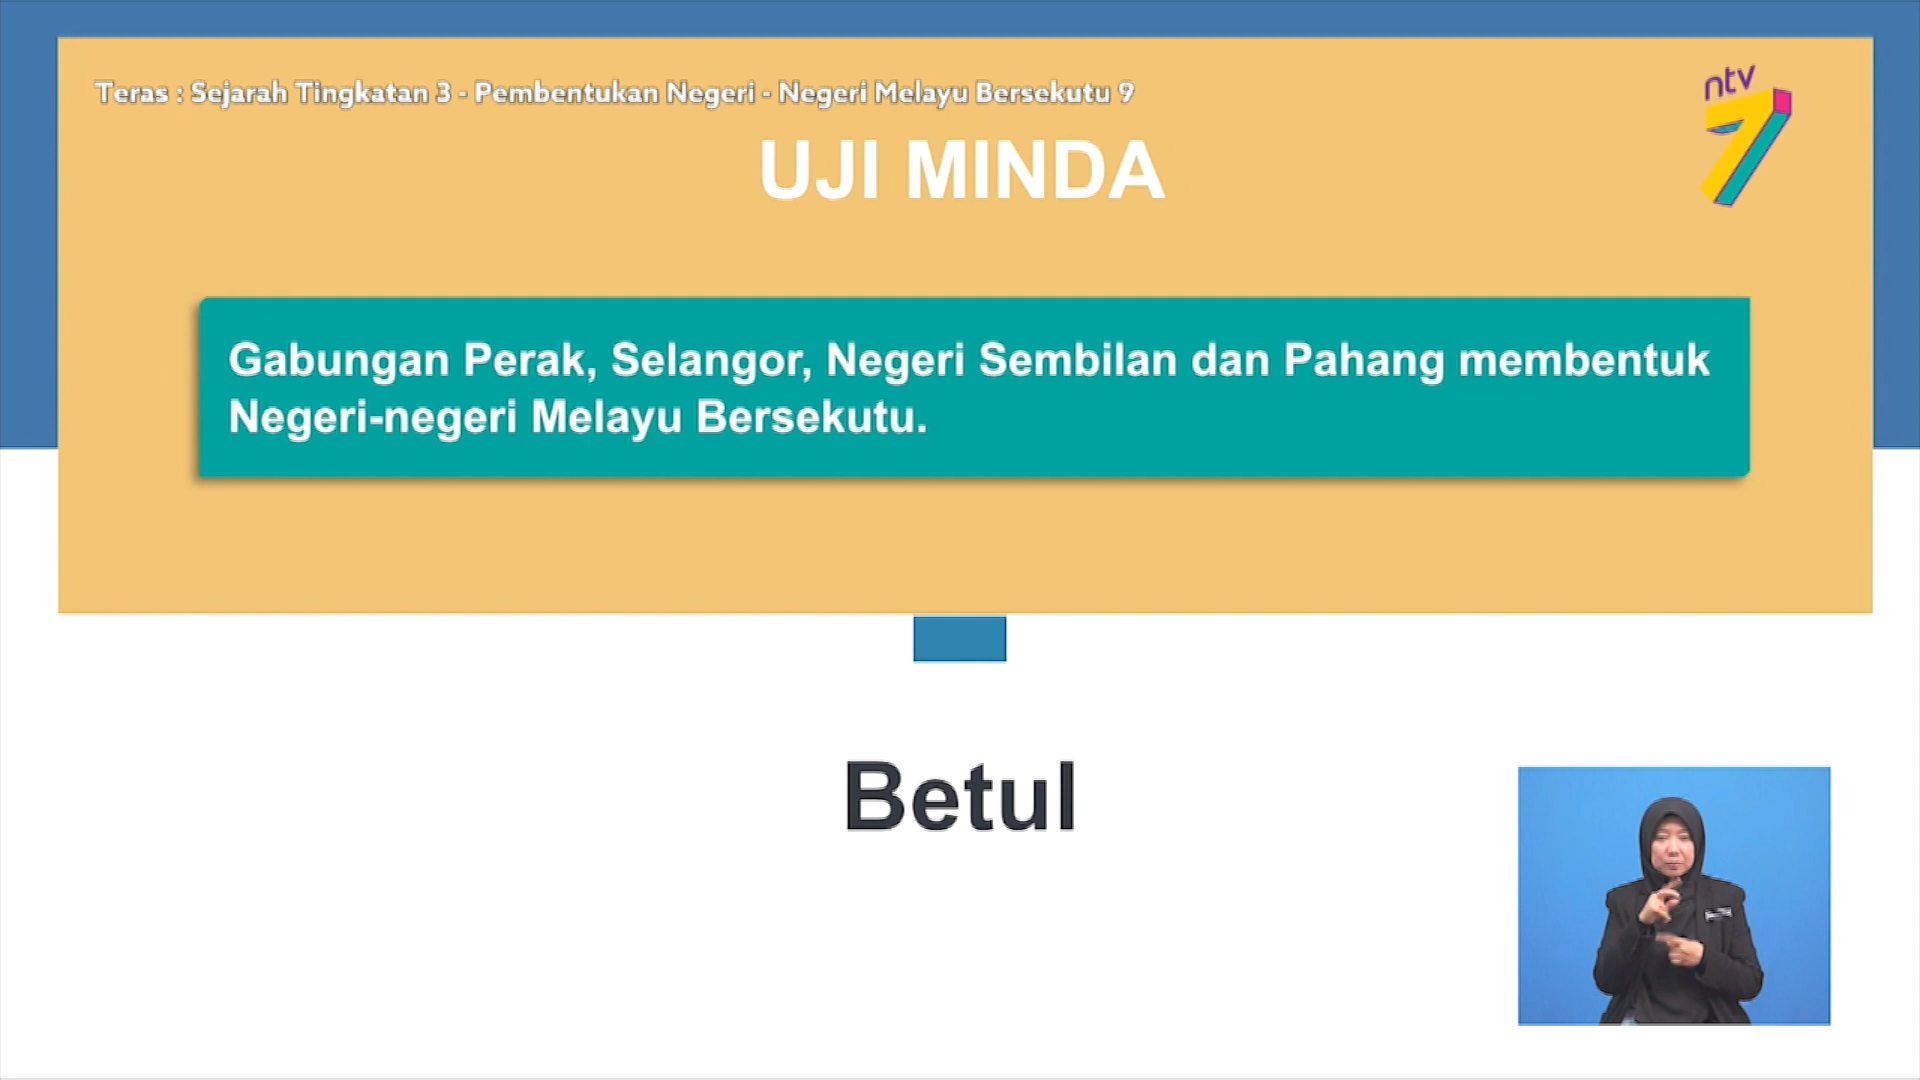 Teras : Sejarah Tingkatan 3 - Pembentukan Negeri - Negeri Melayu Bersekutu 9
ntv
7
UJI MINDA
Gabungan Perak, Selangor, Negeri Sembilan dan Pahang membentuk
Negeri-negeri Melayu Bersekutu.
Betul